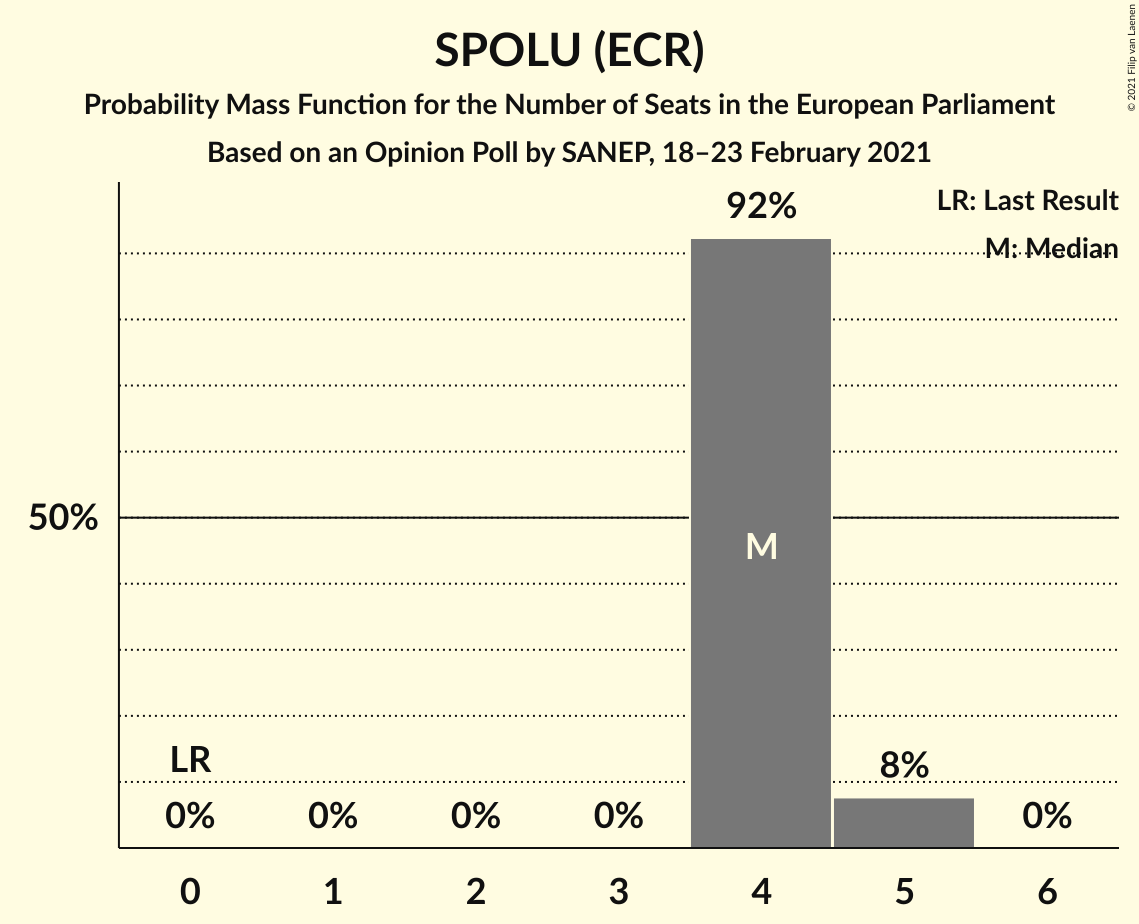 SPOLU (ECR)
Probability Mass Function for the Number of Seats in the European Parliament
Based on an Opinion Poll by SANEP, 18–23 February 2021
© 2021 Filip van Laenen
LR: Last Result
M: Median
92%
50%
M
LR
8%
0% 0% 0% 0% 0%
0 1 2 3 4 5 6